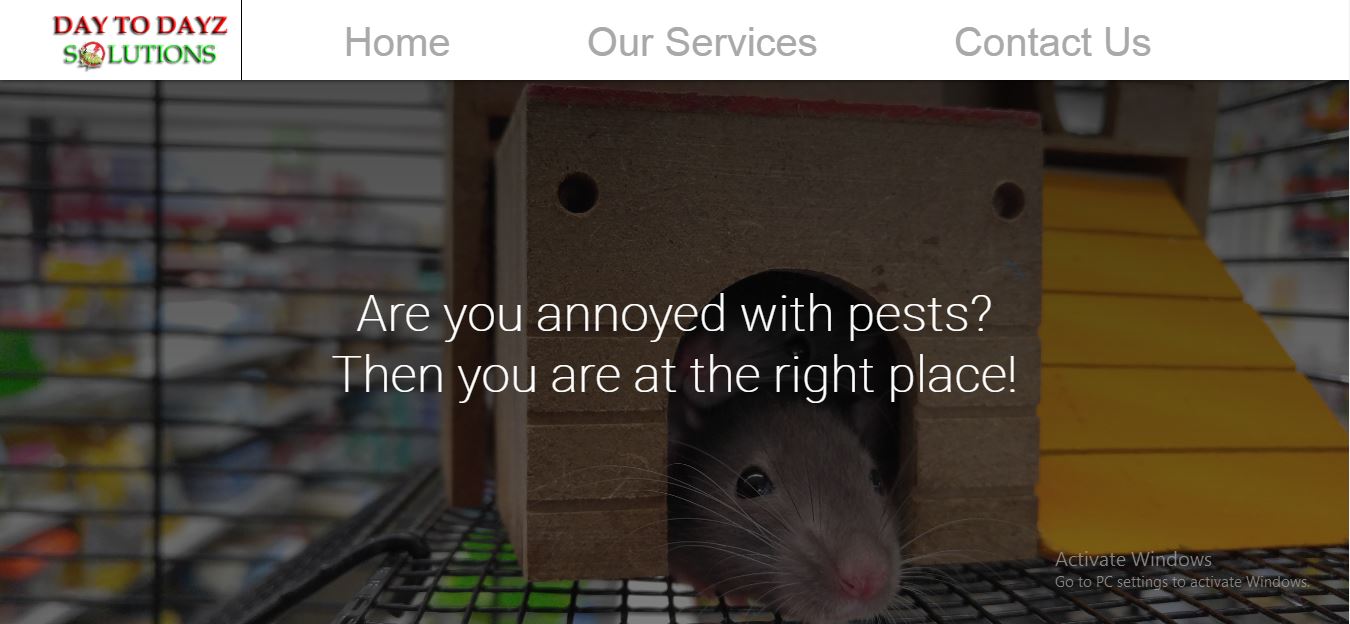 DAY TO DAYZ
SOLUTIONS
Home
Our Services
Contact Us
Are you annoyed with pests?
Then you are at the right place!
Activate Windows
Go to PC settings to activate Windows.